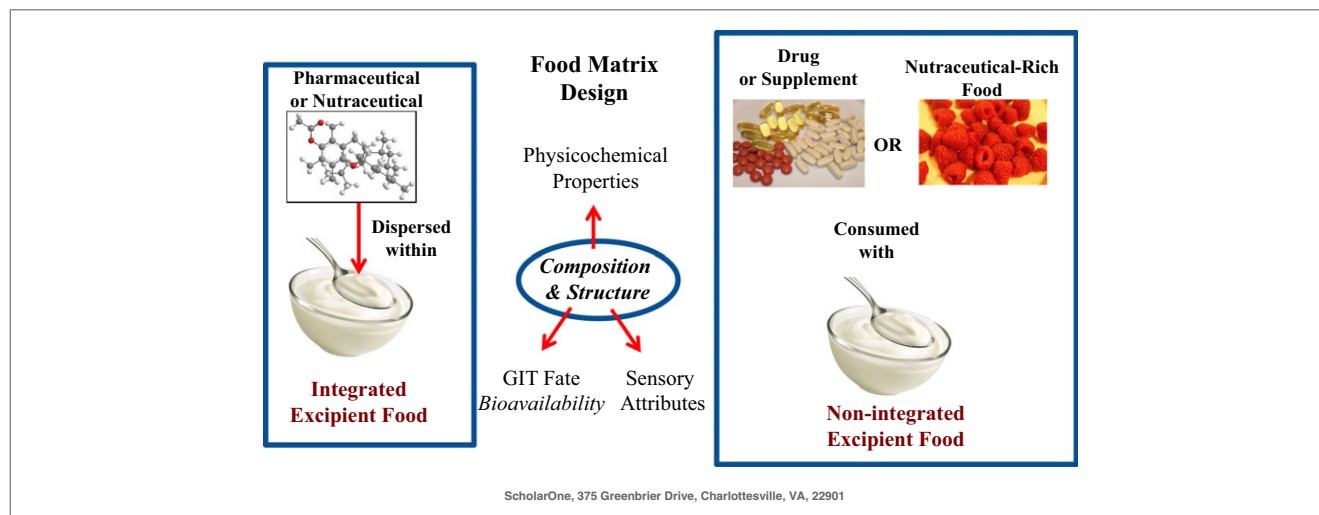 Pharmaceutical
or Nutraceutical
Dispersed
within
Integrated
Excipient Food
Food Matrix
Design
Physicochemical
Properties
Composition
& Structure
GIT Fate
Bioavailability
Sensory
Attributes
Drug
or Supplement
OR
Nutraceutical-Rich
Food
Consumed
with
Non-integrated
Excipient Food
ScholarOne, 375 Greenbrier Drive, Charlottesville, VA, 22901